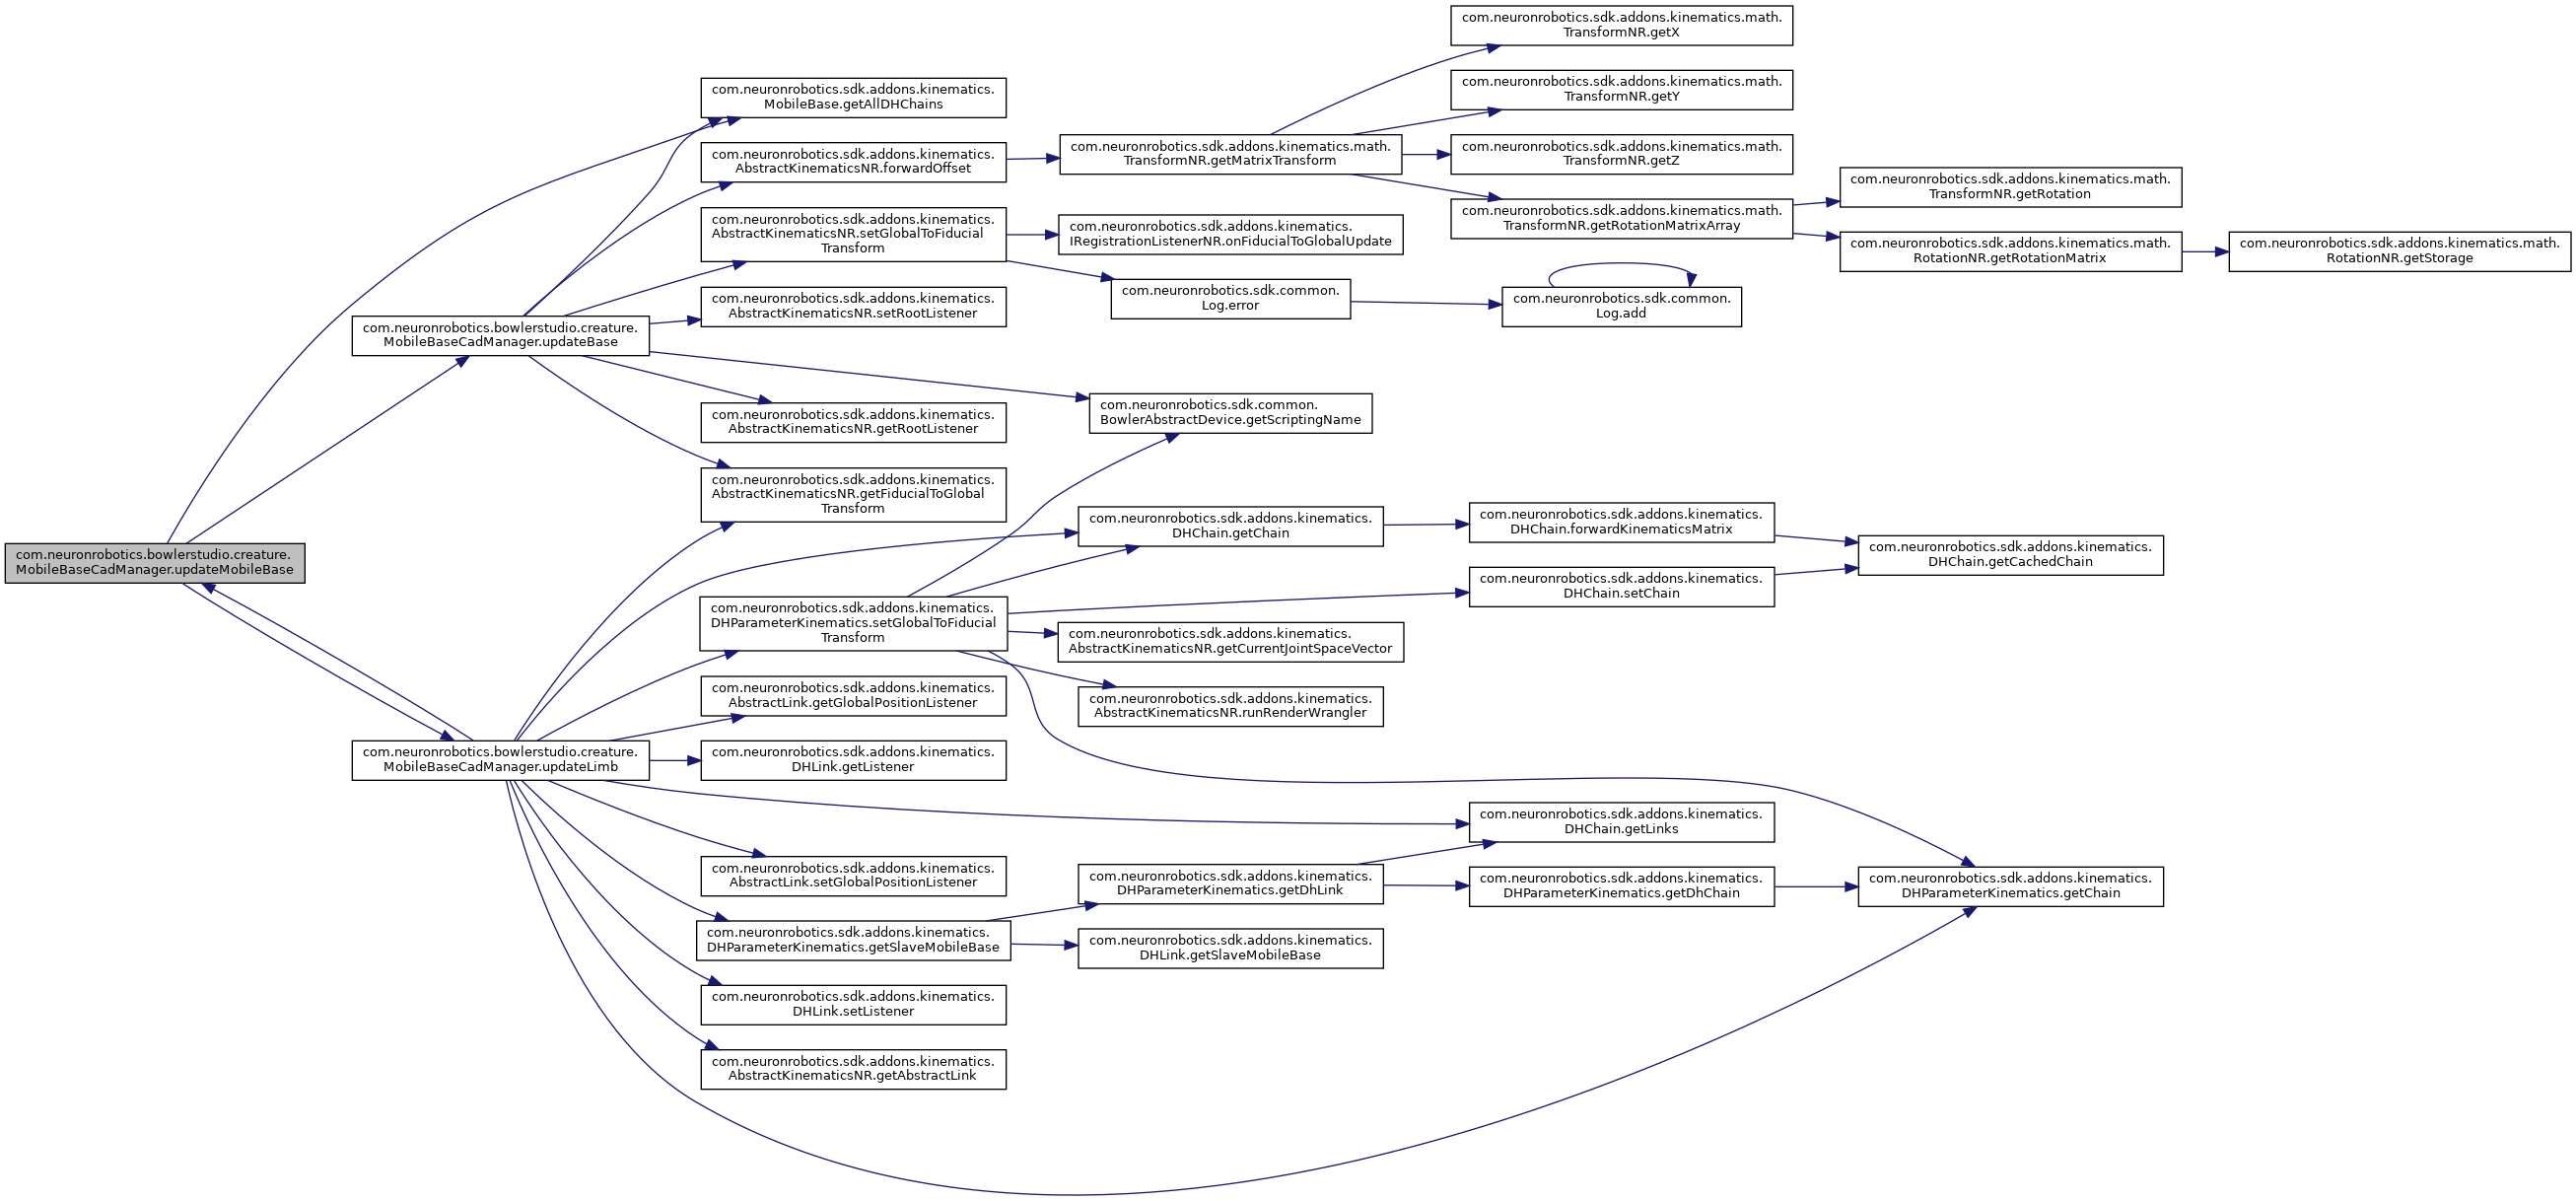 com.neuronrobotics.bowlerstudio.creature.
MobileBaseCadManager.updateMobileBase
com.neuronrobotics.bowlerstudio.creature.
MobileBaseCadManager.updateBase
com.neuronrobotics.bowlerstudio.creature.
MobileBaseCadManager.updateLimb
com.neuronrobotics.sdk.addons.kinematics.
MobileBase.getAllDHChains
com.neuronrobotics.sdk.addons.kinematics.
AbstractKinematicsNR.forwardOffset
com.neuronrobotics.sdk.addons.kinematics.
AbstractKinematicsNR.setGlobalToFiducial
Transform
com.neuronrobotics.sdk.addons.kinematics.
AbstractKinematicsNR.setRootListener
com.neuronrobotics.sdk.addons.kinematics.
AbstractKinematicsNR.getRootListener
com.neuronrobotics.sdk.addons.kinematics.
AbstractKinematicsNR.getFiducialToGlobal
Transform
com.neuronrobotics.sdk.addons.kinematics.
DHParameterKinematics.setGlobalToFiducial
Transform
com.neuronrobotics.sdk.addons.kinematics.
AbstractLink.getGlobalPositionListener
com.neuronrobotics.sdk.addons.kinematics.
DHLink.getListener
com.neuronrobotics.sdk.addons.kinematics.
AbstractLink.setGlobalPositionListener
com.neuronrobotics.sdk.addons.kinematics.
DHParameterKinematics.getSlaveMobileBase
com.neuronrobotics.sdk.addons.kinematics.
DHLink.setListener
com.neuronrobotics.sdk.addons.kinematics.
AbstractKinematicsNR.getAbstractLink
com.neuronrobotics.sdk.addons.kinematics.math.
TransformNR.getMatrixTransform
com.neuronrobotics.sdk.addons.kinematics.
IRegistrationListenerNR.onFiducialToGlobalUpdate
com.neuronrobotics.sdk.common.
Log.error
com.neuronrobotics.sdk.common.
BowlerAbstractDevice.getScriptingName
com.neuronrobotics.sdk.addons.kinematics.
DHChain.getChain
com.neuronrobotics.sdk.addons.kinematics.
AbstractKinematicsNR.getCurrentJointSpaceVector
com.neuronrobotics.sdk.addons.kinematics.
AbstractKinematicsNR.runRenderWrangler
com.neuronrobotics.sdk.addons.kinematics.
DHParameterKinematics.getDhLink
com.neuronrobotics.sdk.addons.kinematics.
DHLink.getSlaveMobileBase
com.neuronrobotics.sdk.addons.kinematics.math.
TransformNR.getX
com.neuronrobotics.sdk.addons.kinematics.math.
TransformNR.getY
com.neuronrobotics.sdk.addons.kinematics.math.
TransformNR.getZ
com.neuronrobotics.sdk.addons.kinematics.math.
TransformNR.getRotationMatrixArray
com.neuronrobotics.sdk.common.
Log.add
com.neuronrobotics.sdk.addons.kinematics.
DHChain.forwardKinematicsMatrix
com.neuronrobotics.sdk.addons.kinematics.
DHChain.setChain
com.neuronrobotics.sdk.addons.kinematics.
DHChain.getLinks
com.neuronrobotics.sdk.addons.kinematics.
DHParameterKinematics.getDhChain
com.neuronrobotics.sdk.addons.kinematics.math.
TransformNR.getRotation
com.neuronrobotics.sdk.addons.kinematics.math.
RotationNR.getRotationMatrix
com.neuronrobotics.sdk.addons.kinematics.
DHChain.getCachedChain
com.neuronrobotics.sdk.addons.kinematics.
DHParameterKinematics.getChain
com.neuronrobotics.sdk.addons.kinematics.math.
RotationNR.getStorage